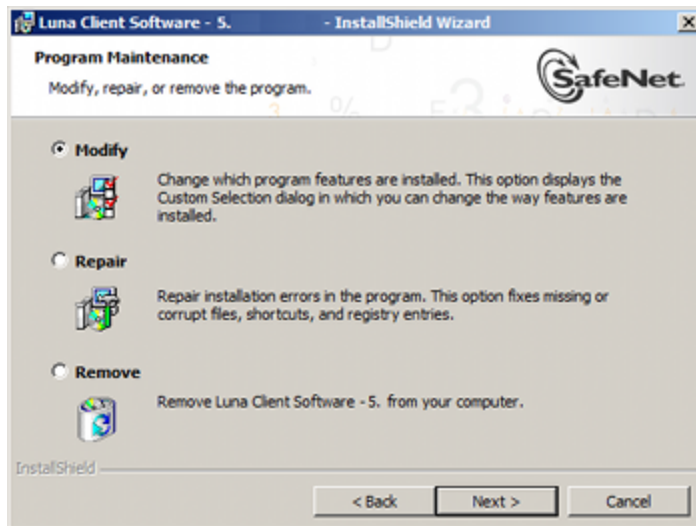 Luna Client Software - 5. - InstallShield Wizard
Program Maintenance
Modify, repair, or remove the program.
SafeNet.
Modify
Change which program features are installed. This option displays the
Custom Selection dialog in which you can change the way features are
installed.
Repair
Repair installation errors in the program. This option fixes missing or
corrupt files, shortcuts, and registry entries.
Remove
Remove Luna Client Software - 5. from your computer.
InstallShield
< Back
Next >
Cancel